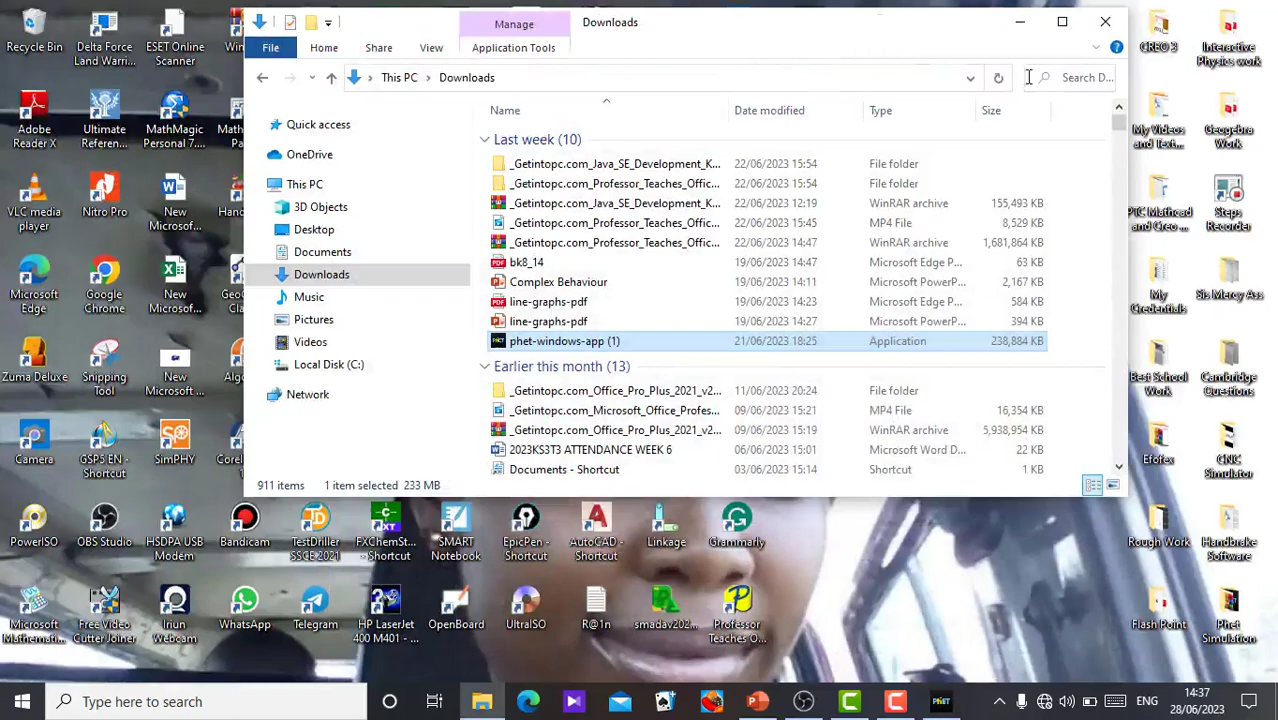 Manage
Downloads
File
Home
Share
View
Application Tools
This PC
Downloads
Search D...
Name
Date modified
Type
Size
Quick access
OneDrive
This PC
3D Objects
Desktop
Documents
Downloads
Music
Pictures
Videos
Local Disk (C:)
Network
Last week (10)
_Getintopc.com_Java_SE_Development_K... 22/06/2023 15:54 File folder
_Getintopc.com_Professor_Teaches_Offic... 22/06/2023 15:54 File folder
_Getintopc.com_Java_SE_Development_K... 22/06/2023 12:19 WinRAR archive 155,493 KB
_Getintopc.com_Professor_Teaches_Offic... 22/06/2023 15:45 MP4 File 8,529 KB
_Getintopc.com_Professor_Teaches_Offic... 22/06/2023 14:47 WinRAR archive 1,681,864 KB
bk8_14 19/06/2023 14:47 Microsoft Edge P... 63 KB
Complex Behaviour 19/06/2023 14:11 Microsoft PowerP... 2,167 KB
line-graphs-pdf 19/06/2023 14:23 Microsoft Edge P... 584 KB
line-graphs-pdf 19/06/2023 14:27 Microsoft PowerP... 394 KB
phet-windows-app (1) 21/06/2023 18:25 Application 238,884 KB
Earlier this month (13)
_Getintopc.com_Office_Pro_Plus_2021_v2... 11/06/2023 20:24 File folder
_Getintopc.com_Microsoft_Office_Profes... 09/06/2023 15:21 MP4 File 16,354 KB
_Getintopc.com_Office_Pro_Plus_2021_v2... 09/06/2023 15:19 WinRAR archive 5,938,954 KB
2023KS3T3 ATTENDANCE WEEK 6 06/06/2023 15:01 Microsoft Word D... 22 KB
Documents - Shortcut 03/06/2023 15:14 Shortcut 1 KB
911 items
1 item selected 233 MB
Recycle Bin
Delta Force
Land Warri...
ESET Online
Scanner
Adobe
Reader X
Ultimate
Referen...
MathMagic
Personal 7....
VLC media
player
Nitro Pro
New
Microsof...
Microsoft
Edge
Google
Chrome
New
Microsof...
Zuma Deluxe
Snipping
Tool
New
Microsoft...
Camera
GSP5 EN -
Shortcut
SimPHY
CREO 3
Interactive
Physics work
My Videos
and Text...
Geogebra
Work
PTC Mathcad
and Creo ...
Steps
Recorder
My
Credentials
Sis Mercy Ass
Best School
Work
Cambridge
Questions
Efofex
CNC
Simulator
PowerISO
OBS Studio
HSDPA USB
Modem
Bandicam
TestDriller
SSCE 2021
FXChemSt...
- Shortcut
SMART
Notebook
EpicPen -
Shortcut
AutoCAD -
Shortcut
Linkage
Grammarly
Rough Work
Handbrake
Software
Microsoft
Mathemati...
Free Video
Cutter Joiner
Iriun
Webcam
WhatsApp
Telegram
HP LaserJet
400 M401 - ...
OpenBoard
UltraISO
R@1n
smadav202...
Professor
Teaches O...
Flash Point
Phet
Simulation
Type here to search
ENG
14:37
28/06/2023